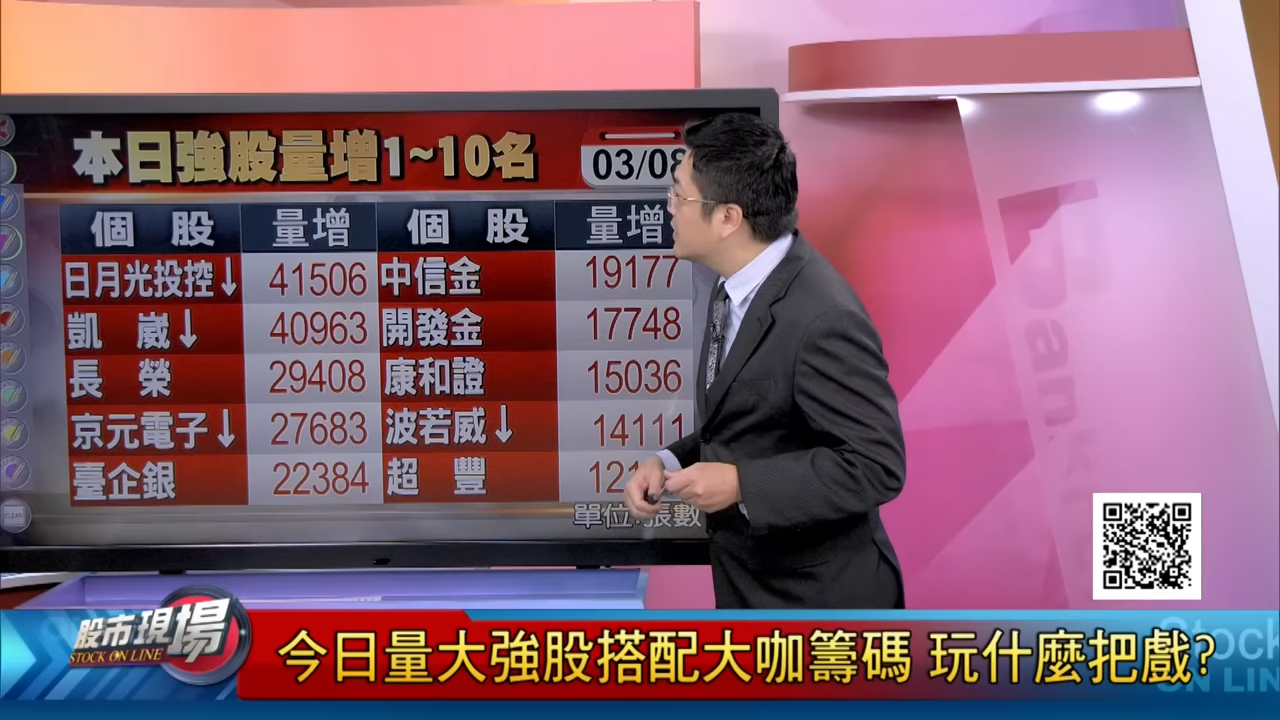 本日強股量增1~10名
03/08
個股 量增 個股 量增
日月光投控↓ 41506 中信金 19177
凱崴↓ 40963 開發金 17748
長榮 29408 康和證 15036
京元電子↓ 27683 波若威↓ 14111
臺企銀 22384 超豐
單位:張數
CLEAR
股市現場
STOCK ON LINE
今日量大強股搭配大咖籌碼 玩什麼把戲?
Stock
ON LIN